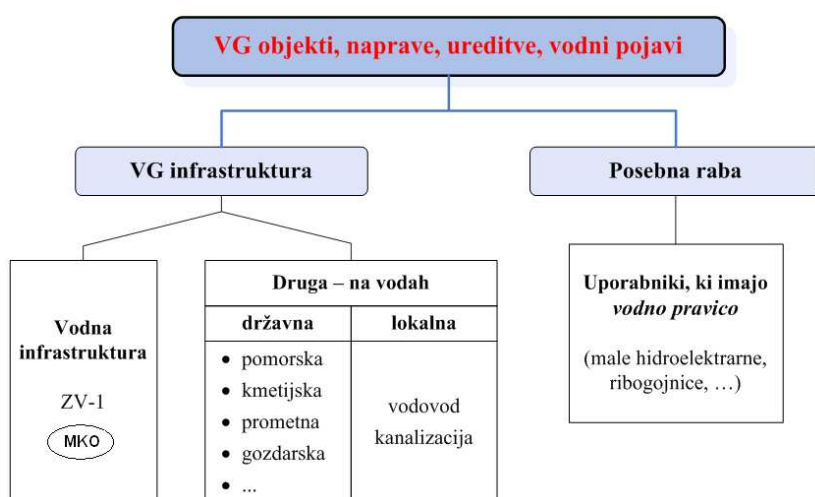 VG objekti, naprave, ureditve, vodni pojavi
VG infrastruktura
Posebna raba
Vodna
infrastruktura
ZV-1
MKO
Druga – na vodah
državna
lokalna
• pomorska
• kmetijska
• prometna
• gozdarska
• ...
vodovod
kanalizacija
Uporabniki, ki imajo
vodno pravico
(male hidroelektrarne,
ribogojnice, …)